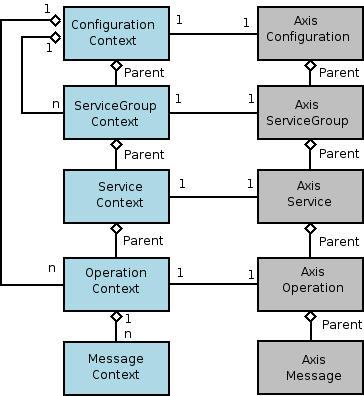 1
Configuration
Context
1
1
Axis
Configuration
1
Parent
Parent
n
ServiceGroup
Context
1
1
Axis
ServiceGroup
Parent
Parent
Service
Context
1
1
Axis
Service
Parent
Parent
n
Operation
Context
1
1
Axis
Operation
1
Parent
n
Message
Context
Axis
Message